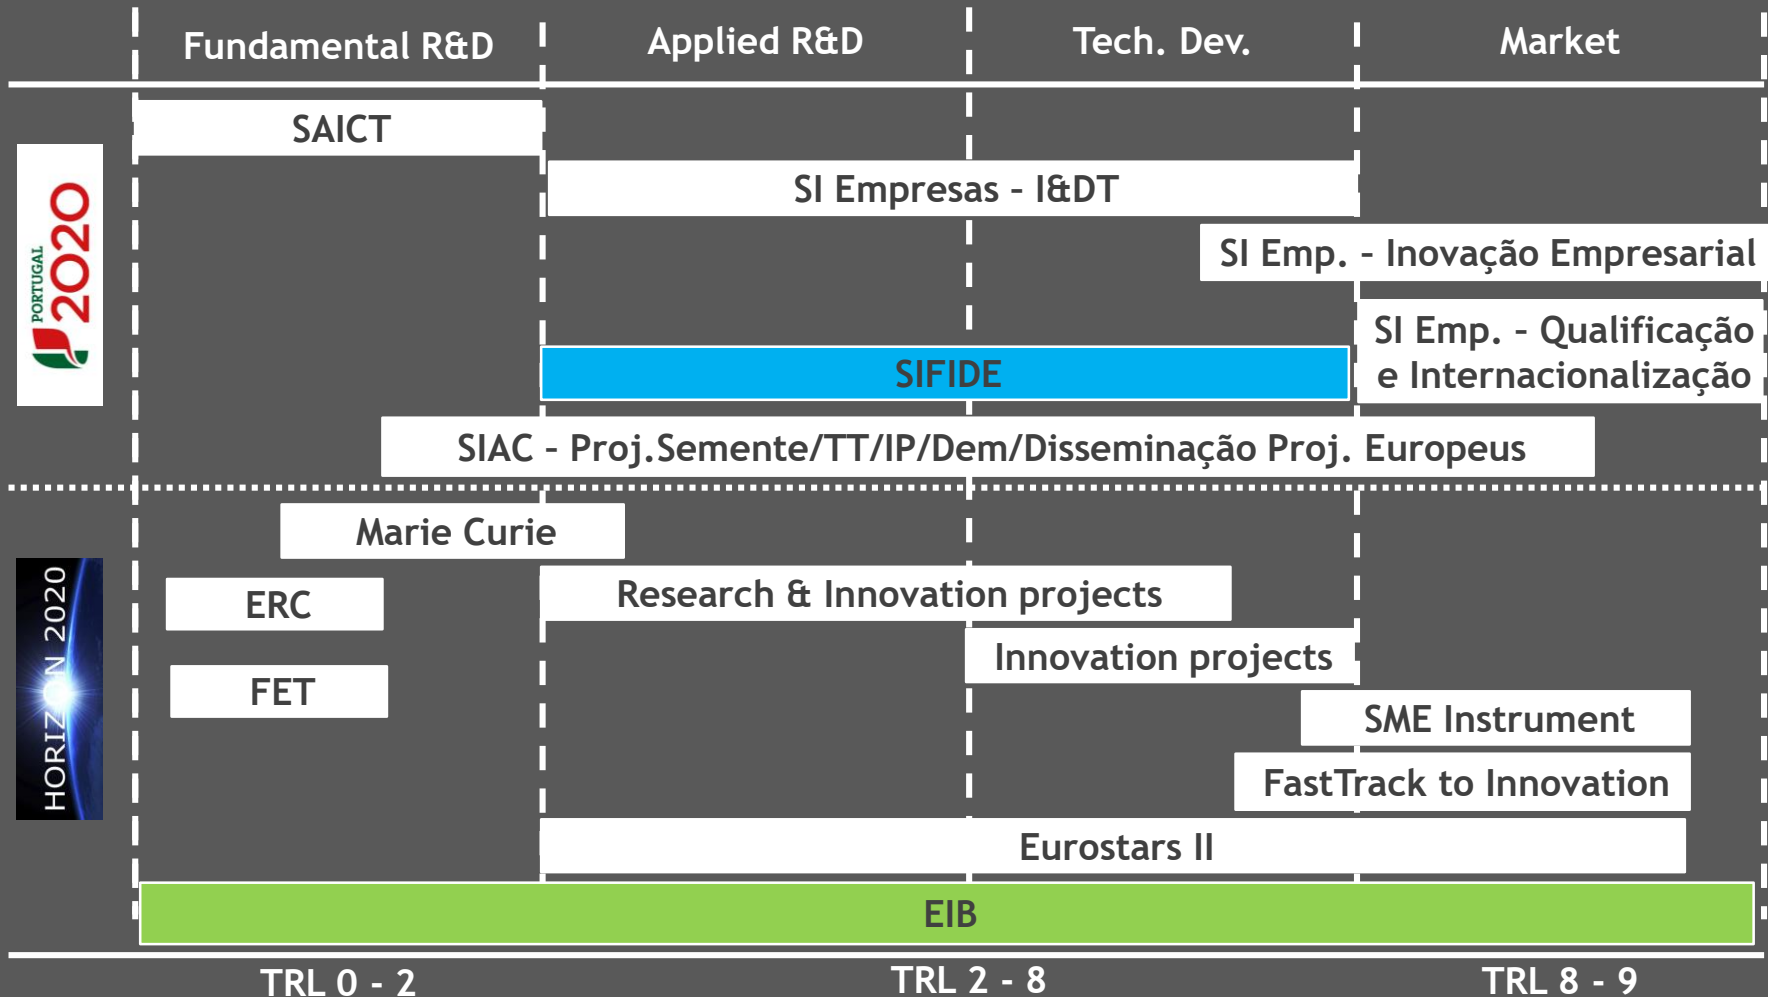 Fundamental R&D
Applied R&D
Tech. Dev.
Market
PORTUGAL
2020
SAICT
SI Empresas - I&DT
SI Emp. - Inovação Empresarial
SI Emp. - Qualificação
e Internacionalização
SIFIDE
SIAC - Proj.Semente/TT/IP/Dem/Disseminação Proj. Europeus
HORIZON 2020
Marie Curie
ERC
Research & Innovation projects
Innovation projects
FET
SME Instrument
FastTrack to Innovation
Eurostars II
EIB
TRL 0 - 2
TRL 2 - 8
TRL 8 - 9